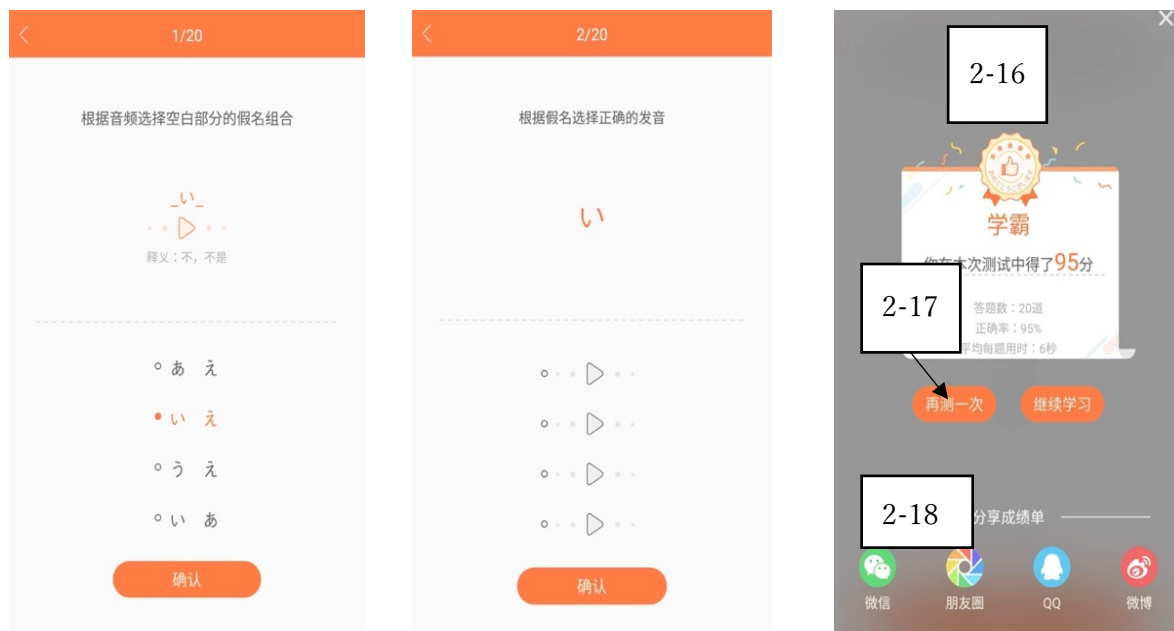 1/20
根据音频选择空白部分的假名组合
_い_
释义：不，不是
あ え
い え
う え
い あ
确认
2/20
根据假名选择正确的发音
い
确认
2-16
学霸
你在本次测试中得了95分
2-17
答题数：20道
正确率：95%
平均每题用时：6秒
再测一次 继续学习
2-18
分享成绩单
微信 朋友圈 QQ 微博